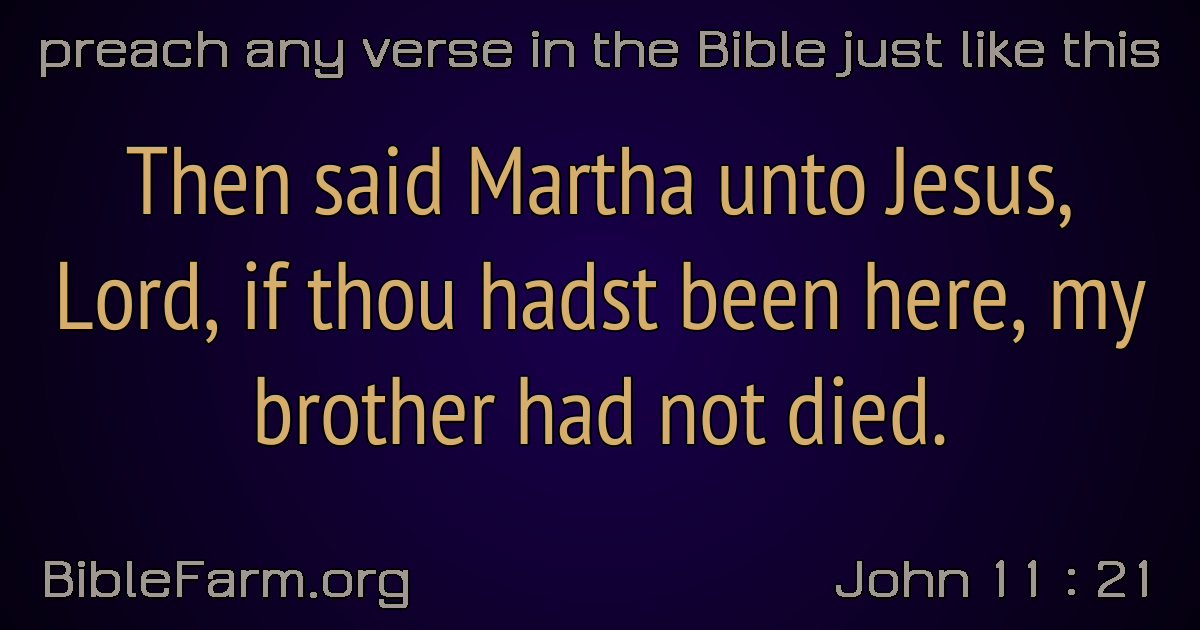 preach any verse in the Bible just like this
Then said Martha unto Jesus,
Lord, if thou hadst been here, my
brother had not died.
BibleFarm.org
John 11 : 21